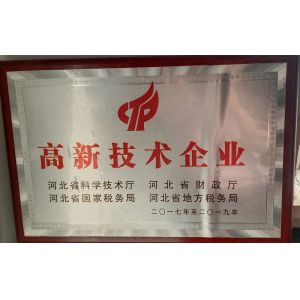 高新技术企业
河北省科学技术厅 河北省财政厅
河北省国家税务局 河北省地方税务局
二〇一七年至二〇一九年